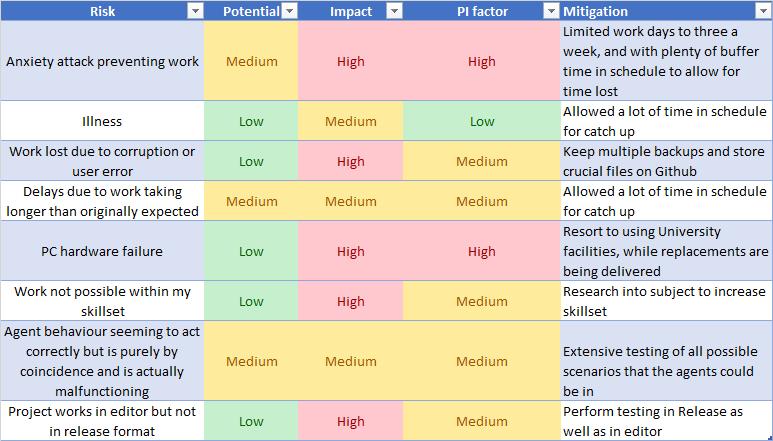 Risk Potential Impact PI factor Mitigation
Anxiety attack preventing work Medium High High Limited work days to three a
week, and with plenty of buffer
time in schedule to allow for
time lost
Illness Low Medium Low Allowed a lot of time in schedule
for catch up
Work lost due to corruption or
user error Low High Medium Keep multiple backups and store
crucial files on Github
Delays due to work taking
longer than originally expected Medium Medium Medium Allowed a lot of time in schedule
for catch up
PC hardware failure Low High High Resort to using University
facilities, while replacements are
being delivered
Work not possible within my
skillset Low High Medium Research into subject to increase
skillset
Agent behaviour seeming to act
correctly but is purely by
coincidence and is actually
malfunctioning Medium Medium Medium Extensive testing of all possible
scenarios that the agents could
be in
Project works in editor but not
in release format Low High Medium Perform testing in Release as
well as in editor